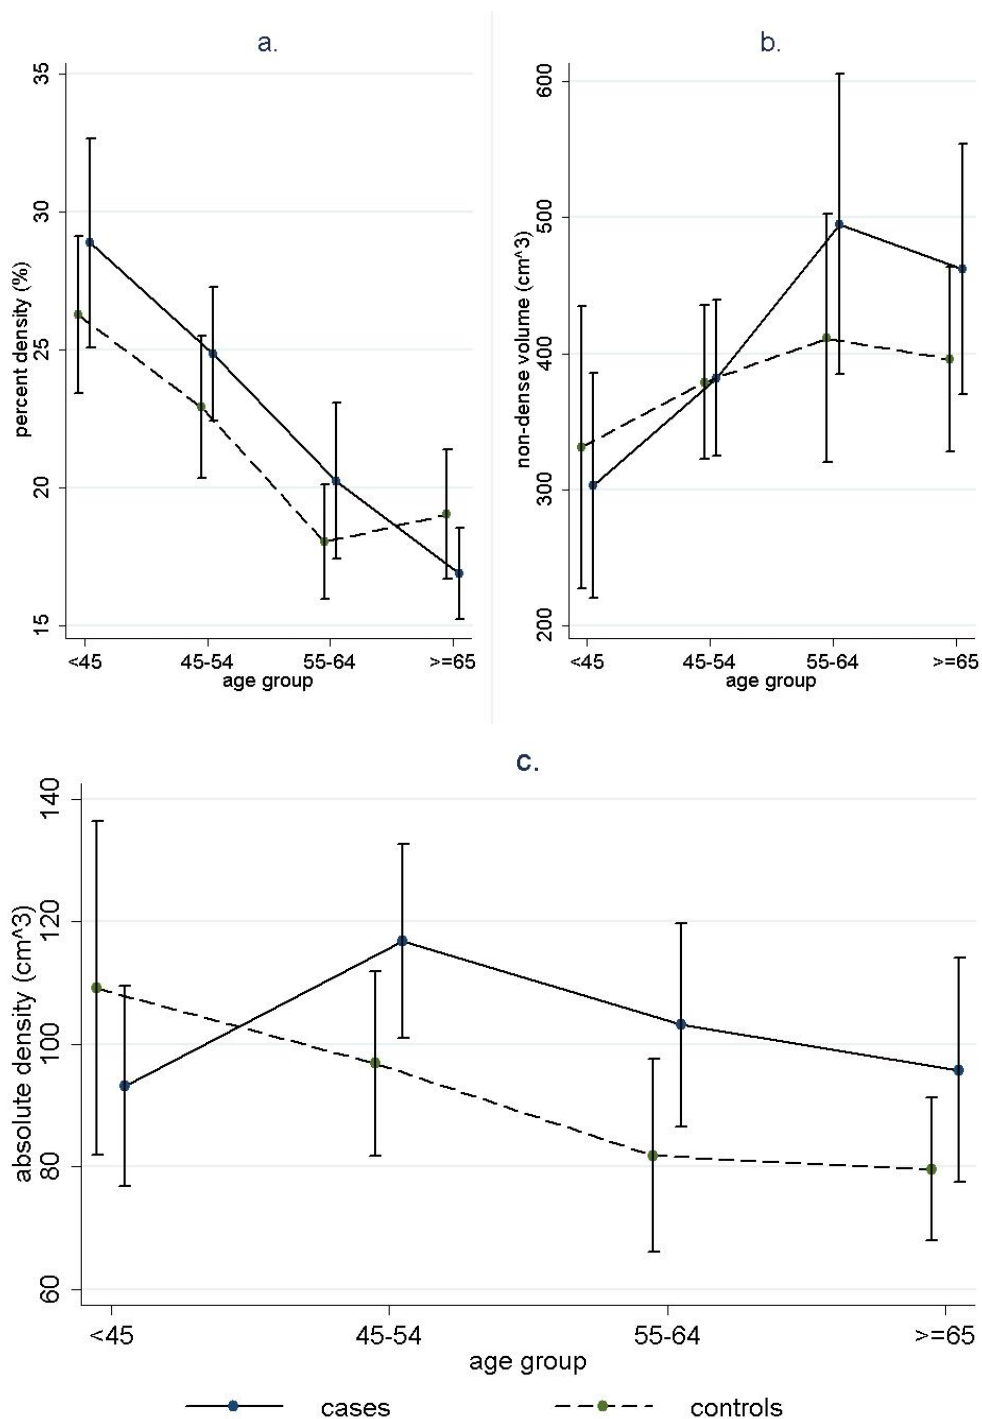 a.
percent density (%)
35
30
25
20
15
<45 45-54 55-64 >=65
age group
b.
non-dense volume (cm^3)
600
500
400
300
200
<45 45-54 55-64 >=65
age group
c.
absolute density (cm^3)
140
120
100
80
60
<45 45-54 55-64 >=65
age group
cases controls